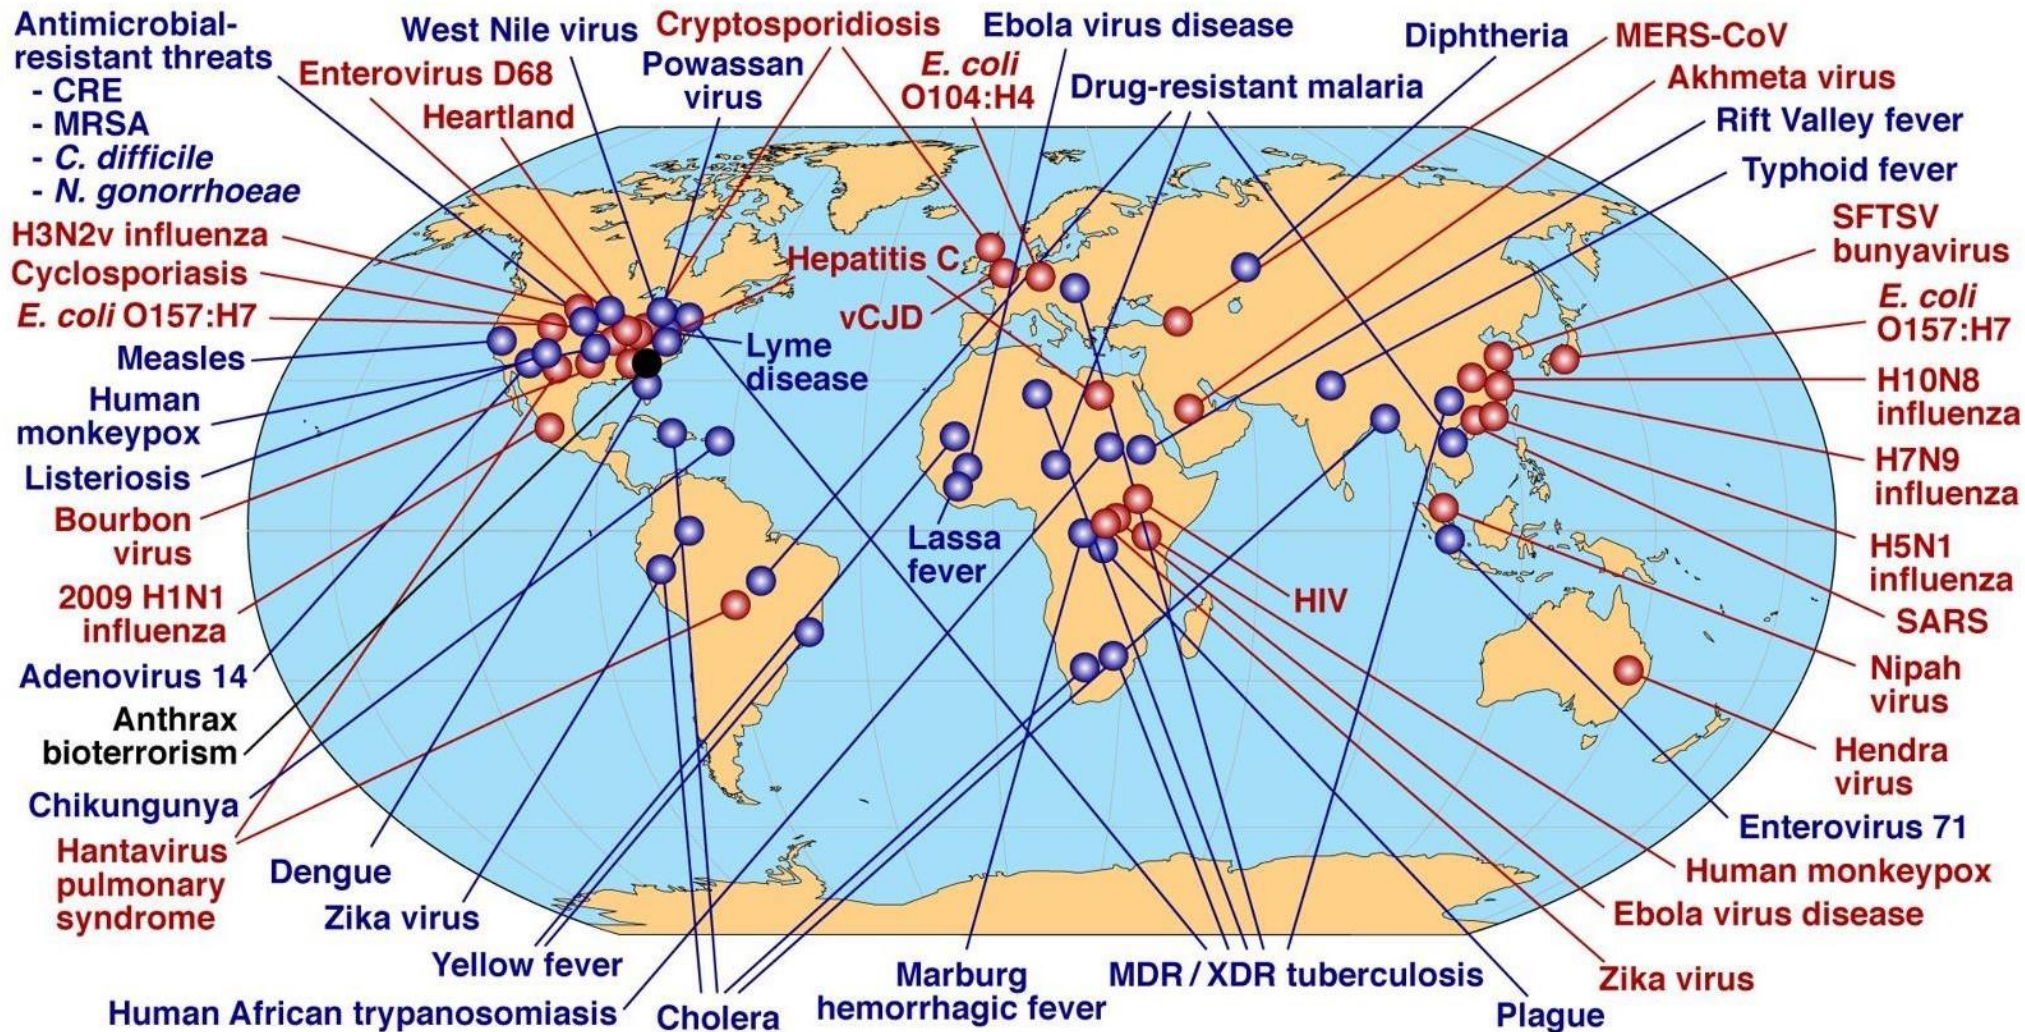 Antimicrobial-
resistant threats
- CRE
- MRSA
- C. difficile
- N. gonorrhoeae
West Nile virus
Cryptosporidiosis
Ebola virus disease
Diphtheria
MERS-CoV
Enterovirus D68
Powassan
virus
E. coli
O104:H4
Drug-resistant malaria
Akhmeta virus
Heartland
Rift Valley fever
Typhoid fever
H3N2v influenza
Cyclosporiasis
E. coli O157:H7
Measles
Human
monkeypox
Listeriosis
Bourbon
virus
2009 H1N1
influenza
Adenovirus 14
Anthrax
bioterrorism
Chikungunya
Hantavirus
pulmonary
syndrome
Hepatitis C
vCJD
Lyme
disease
Lassa
fever
HIV
SFTSV
bunyavirus
E. coli
O157:H7
H10N8
influenza
H7N9
influenza
H5N1
influenza
SARS
Nipah
virus
Hendra
virus
Enterovirus 71
Human monkeypox
Ebola virus disease
Zika virus
Plague
Dengue
Zika virus
Yellow fever
Human African trypanosomiasis
Cholera
Marburg
hemorrhagic fever
MDR / XDR tuberculosis